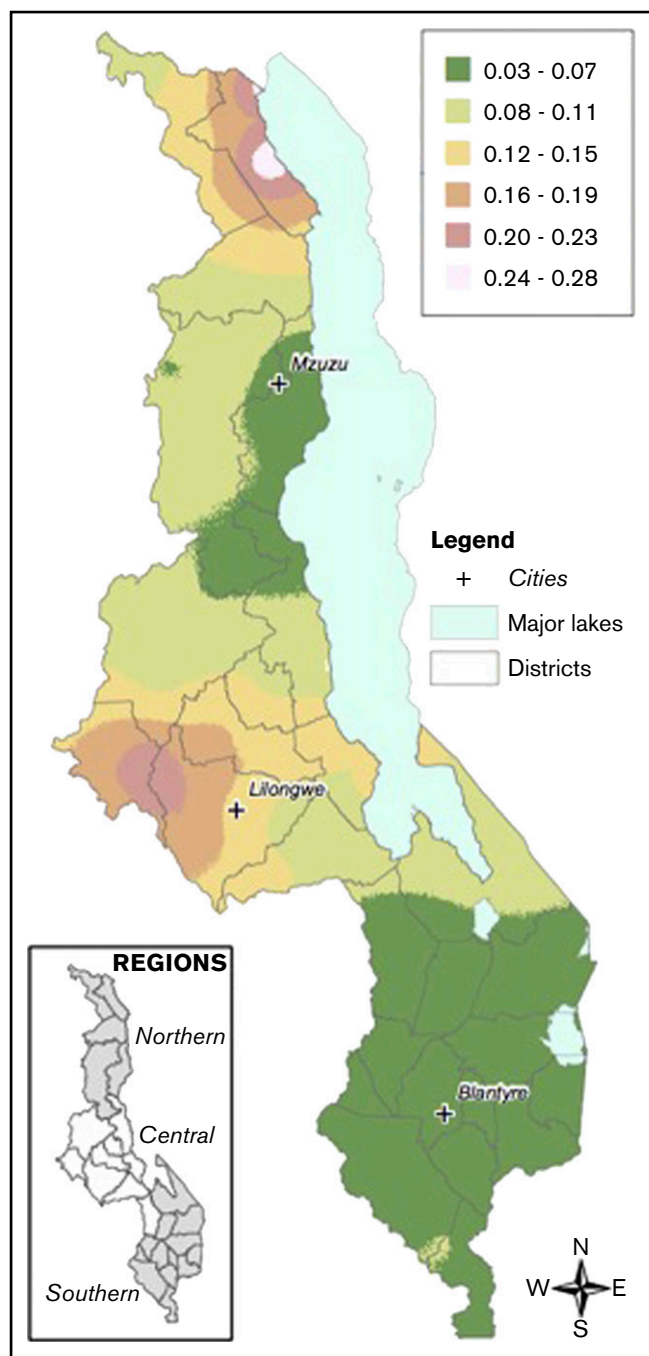 0.03 - 0.07
0.08 - 0.11
0.12 - 0.15
0.16 - 0.19
0.20 - 0.23
0.24 - 0.28
Mzuzu
Legend
+ Cities
Major lakes
Districts
Lilongwe
REGIONS
Northern
Central
Southern
Blantyre
N
W E
S